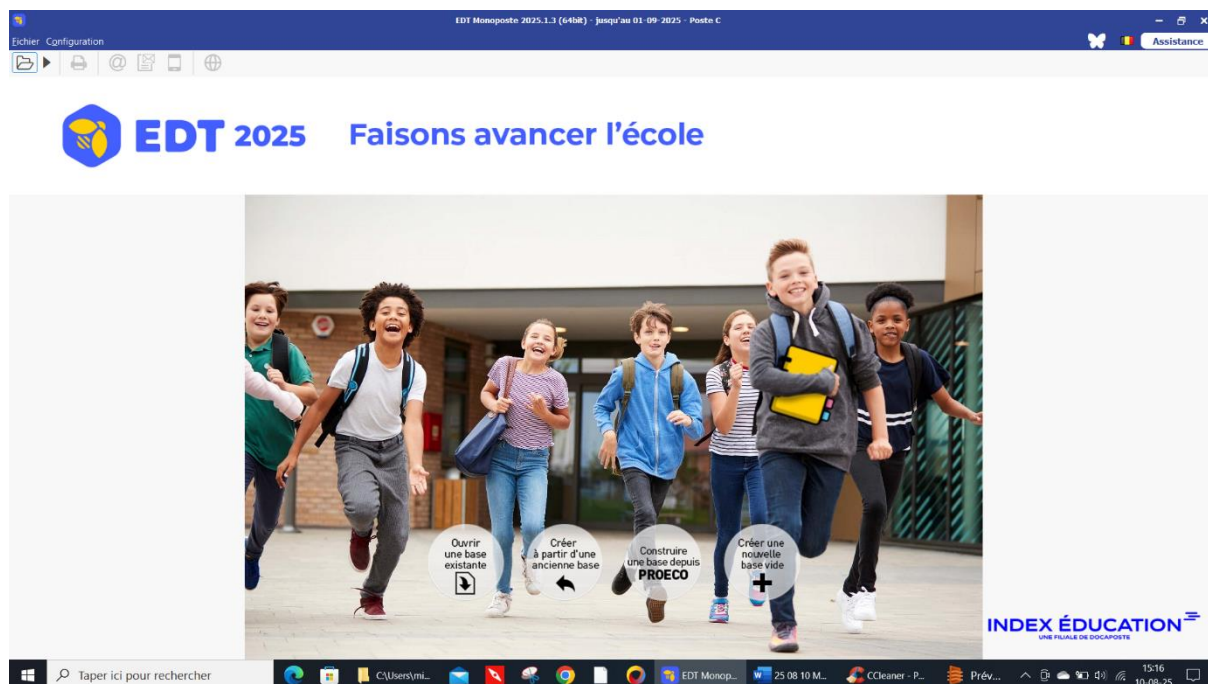 EDT Monoposte 2025.1.3 (64bit) - jusqu'au 01-09-2025 - Poste C
Fichier Configuration
Assistance
EDT 2025 Faisons avancer l'école
Ouvrir
une base
existante
Créer
à partir d'une
ancienne base
Construire
une base depuis
PROECO
Créer une
nouvelle
base vide
INDEX ÉDUCATION
UNE FILIALE DE DOCAPOSTE
Taper ici pour rechercher
C:\Users\mi...
EDT Monop...
25 08 10 M...
CCleaner - P...
Prév...
15:16
10-08-25